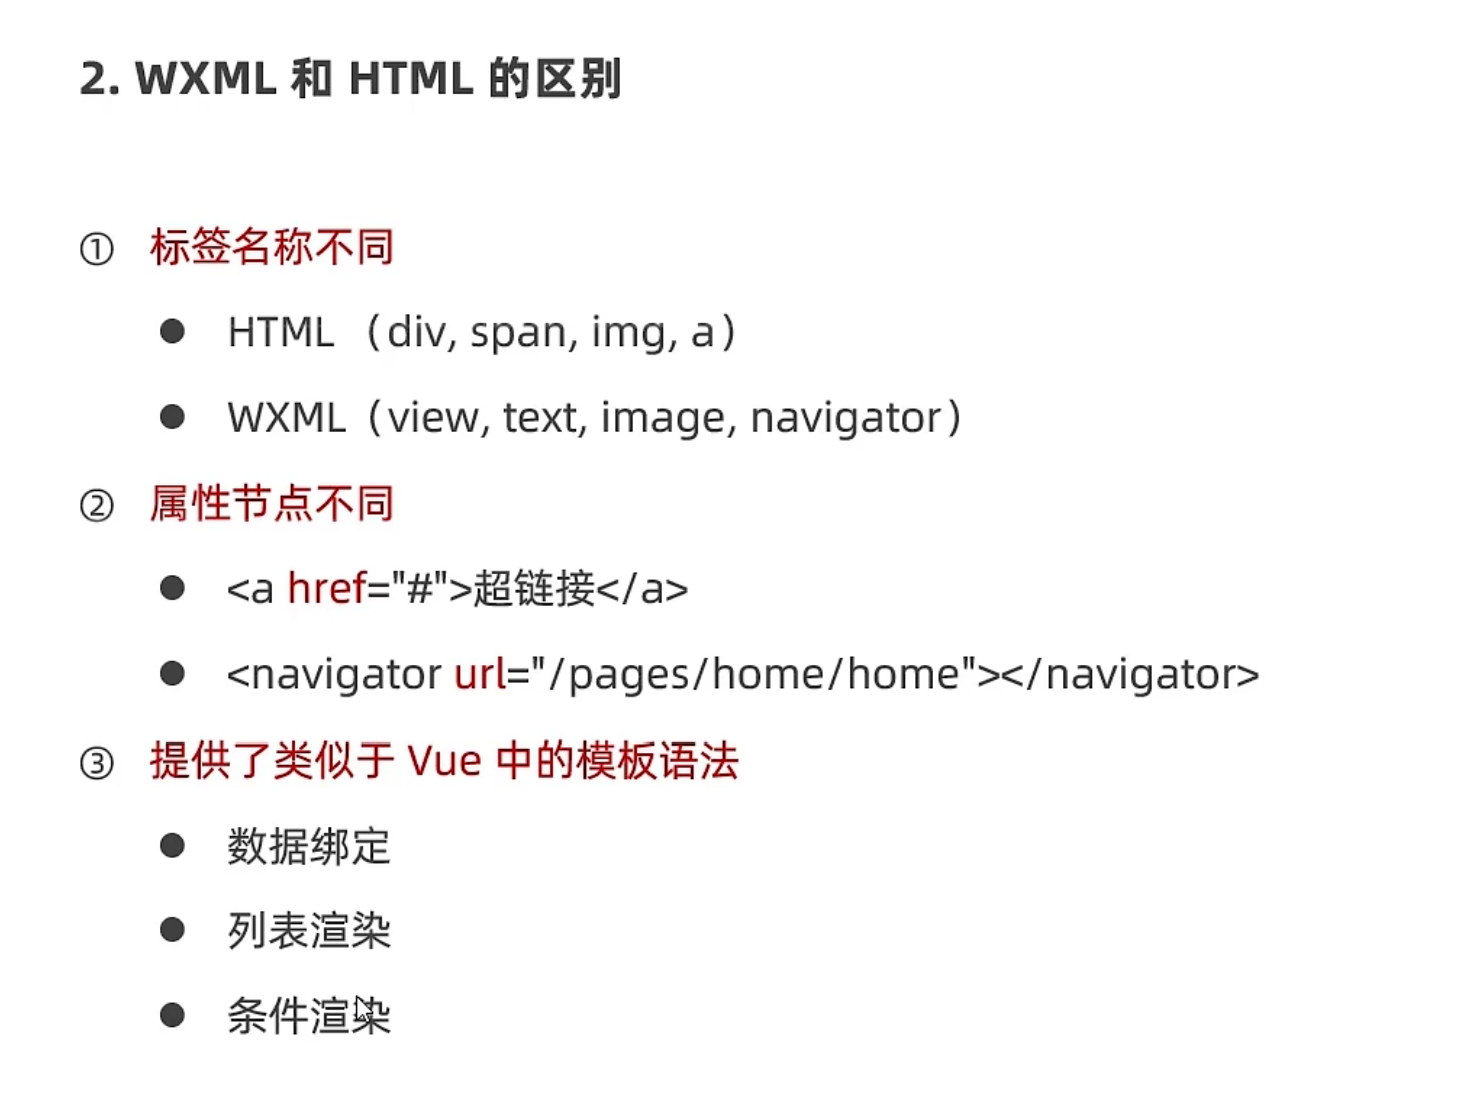 2. WXML 和 HTML 的区别
① 标签名称不同
● HTML （div, span, img, a）
● WXML（view, text, image, navigator）
② 属性节点不同
● <a href="#">超链接</a>
● <navigator url="/pages/home/home"></navigator>
③ 提供了类似于 Vue 中的模板语法
● 数据绑定
● 列表渲染
● 条件渲染